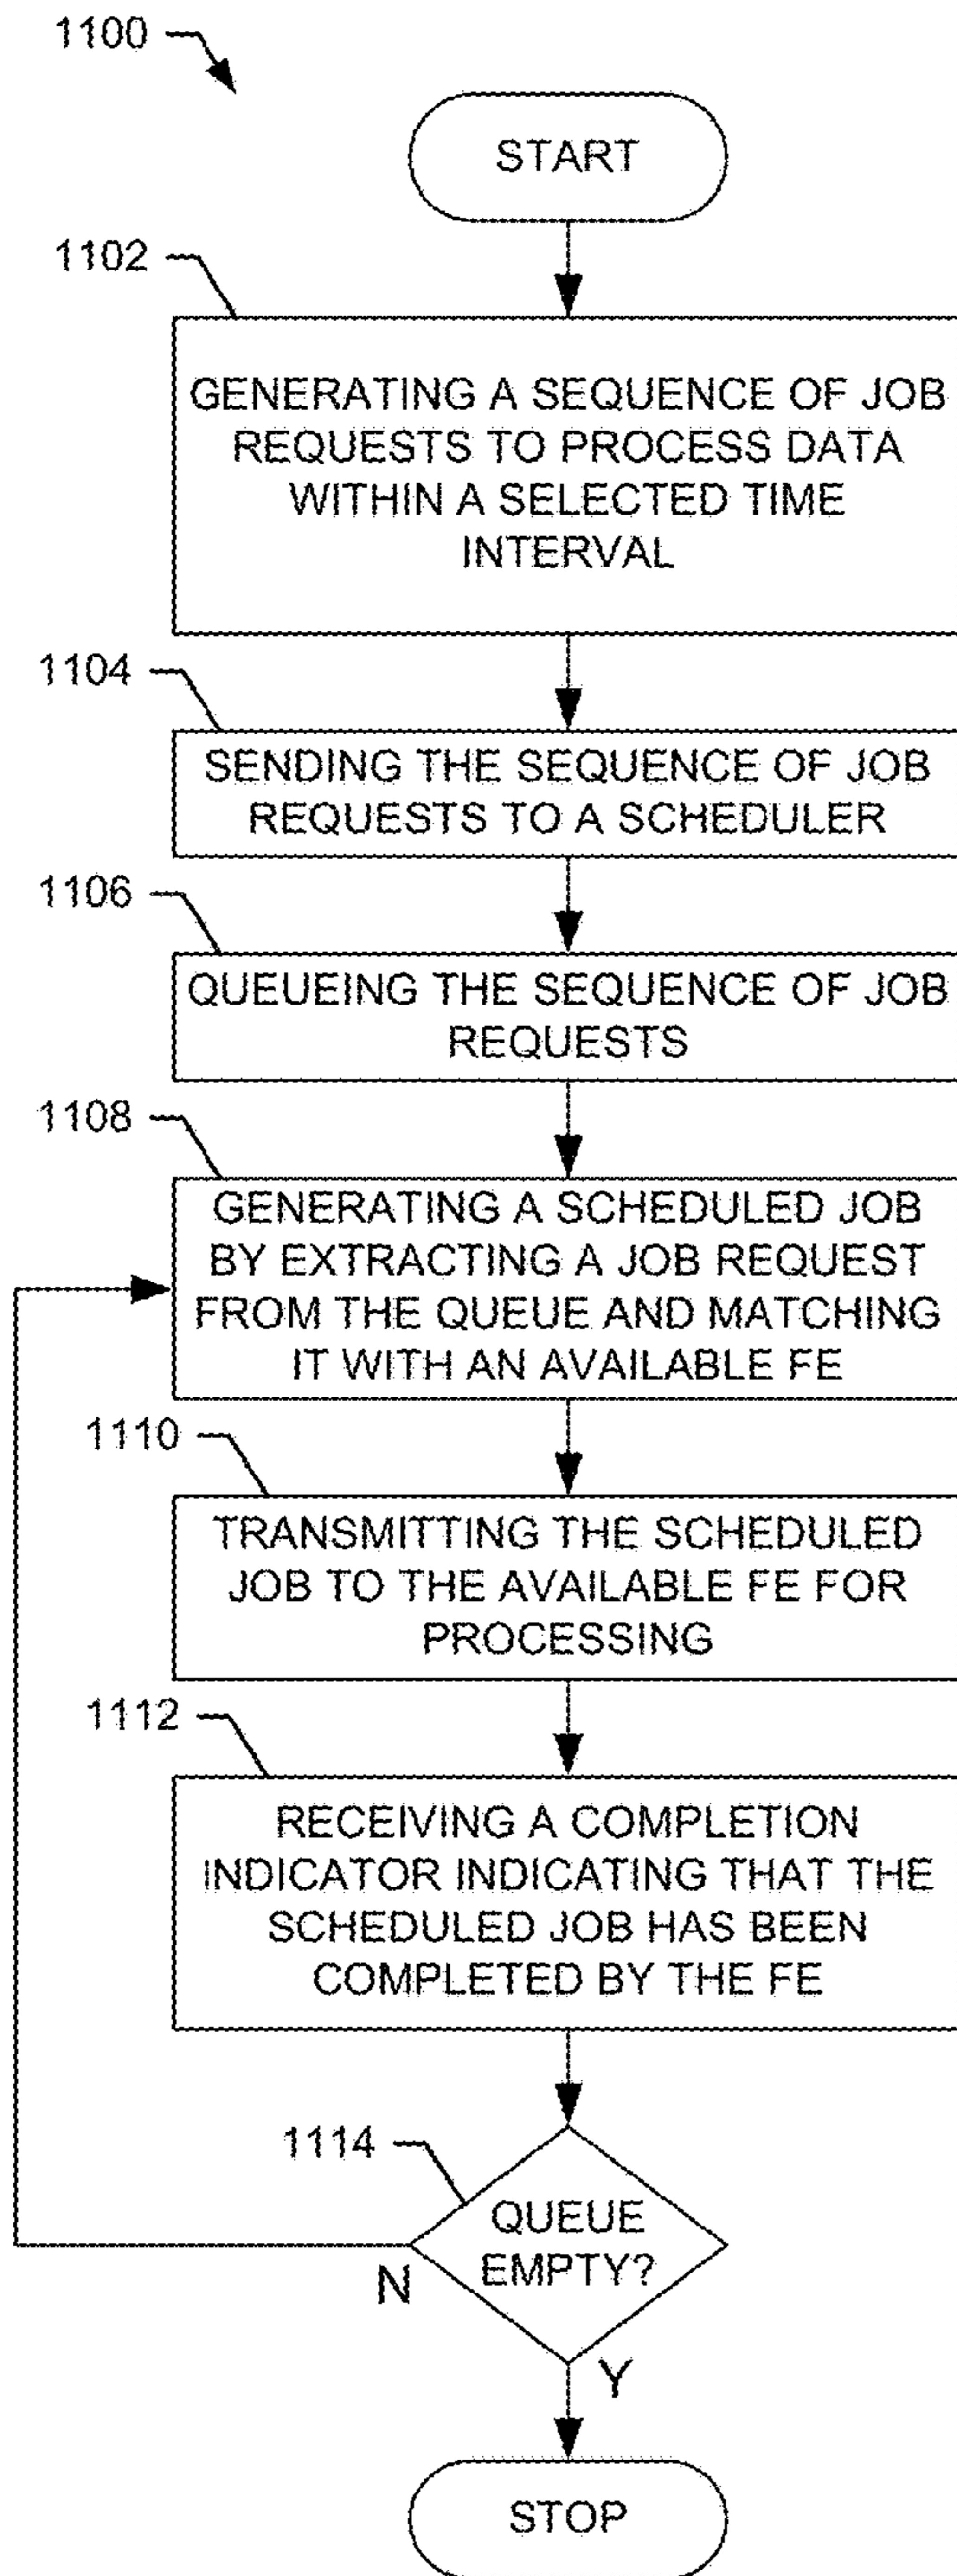 1100
START
1102
GENERATING A SEQUENCE OF JOB
REQUESTS TO PROCESS DATA
WITHIN A SELECTED TIME
INTERVAL
1104
SENDING THE SEQUENCE OF JOB
REQUESTS TO A SCHEDULER
1106
QUEUEING THE SEQUENCE OF JOB
REQUESTS
1108
GENERATING A SCHEDULED JOB
BY EXTRACTING A JOB REQUEST
FROM THE QUEUE AND MATCHING
IT WITH AN AVAILABLE FE
1110
TRANSMITTING THE SCHEDULED
JOB TO THE AVAILABLE FE FOR
PROCESSING
1112
RECEIVING A COMPLETION
INDICATOR INDICATING THAT THE
SCHEDULED JOB HAS BEEN
COMPLETED BY THE FE
1114
QUEUE
EMPTY?
N
Y
STOP